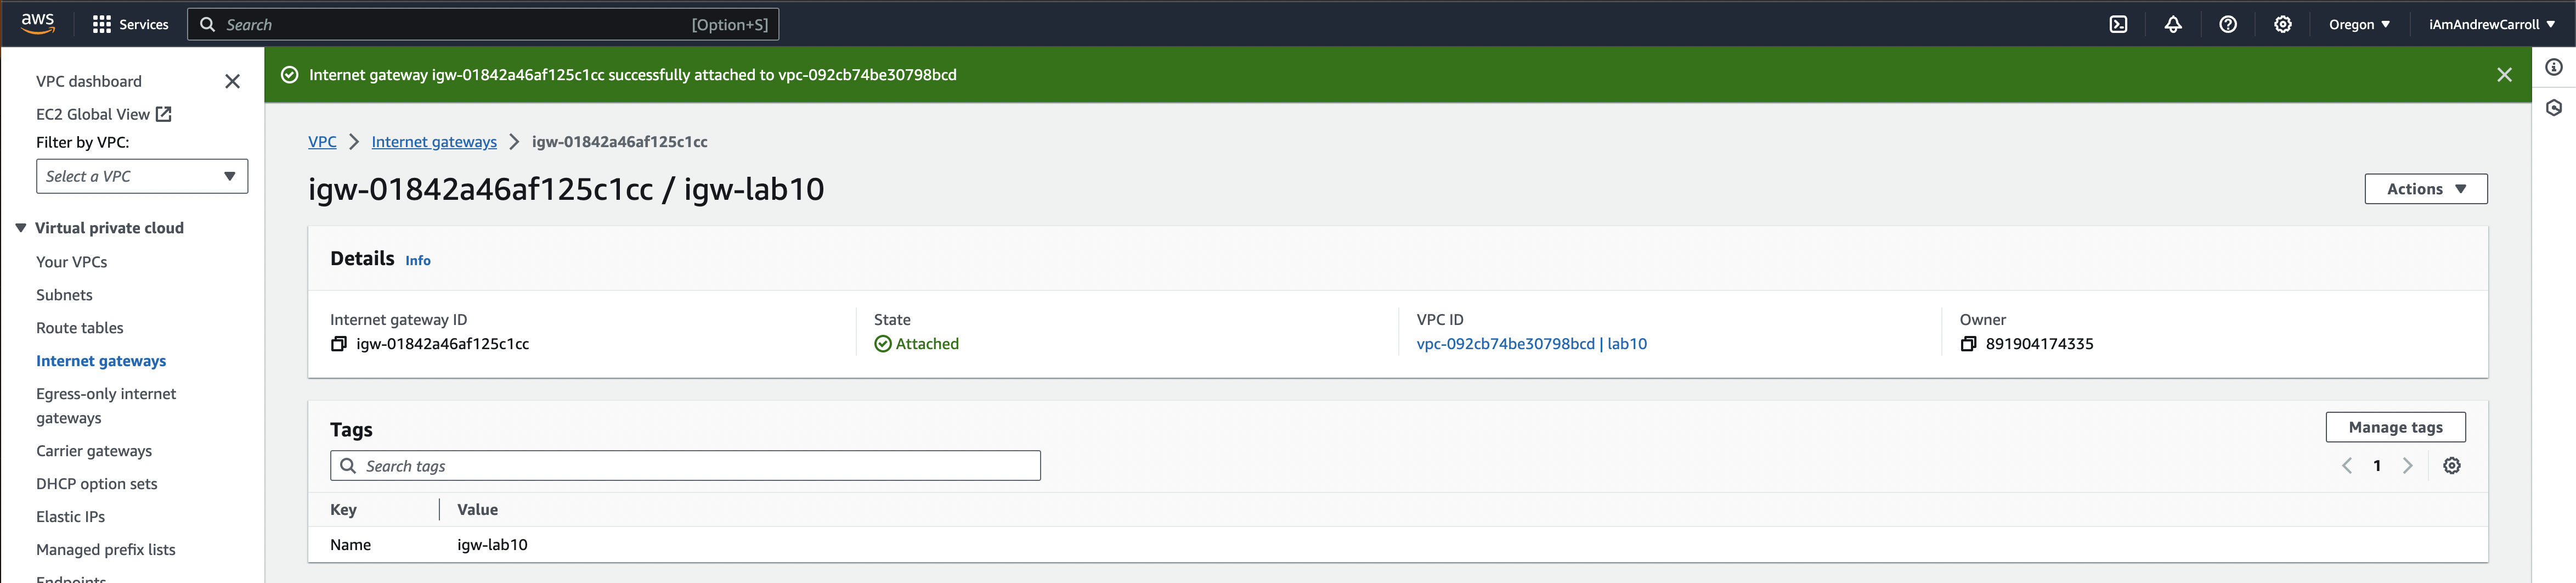 aws
Services
Search
[Option+S]
Oregon
iAmAndrewCarroll
VPC dashboard
EC2 Global View
Filter by VPC:
Select a VPC
Virtual private cloud
Your VPCs
Subnets
Route tables
Internet gateways
Egress-only internet
gateways
Carrier gateways
DHCP option sets
Elastic IPs
Managed prefix lists
Endpoints
Internet gateway igw-01842a46af125c1cc successfully attached to vpc-092cb74be30798bcd
VPC
Internet gateways
igw-01842a46af125c1cc
igw-01842a46af125c1cc / igw-lab10
Actions
Details Info
Internet gateway ID
igw-01842a46af125c1cc
State
Attached
VPC ID
vpc-092cb74be30798bcd | lab10
Owner
891904174335
Tags
Manage tags
Search tags
1
Key
Value
Name
igw-lab10